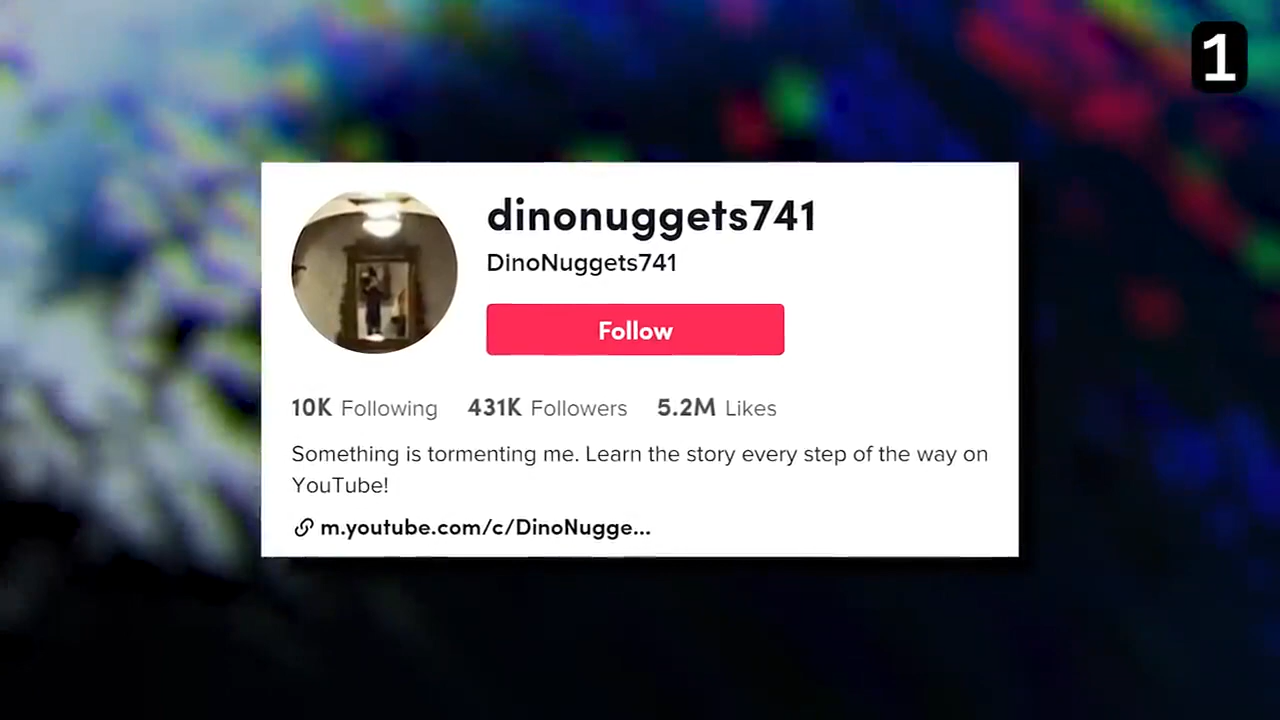 1
dinonuggets741
DinoNuggets741
Follow
10K Following 431K Followers 5.2M Likes
Something is tormenting me. Learn the story every step of the way on
YouTube!
m.youtube.com/c/DinoNugge...